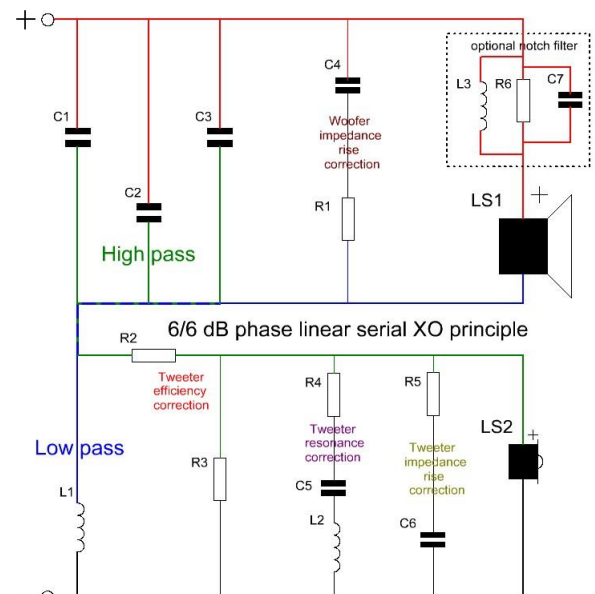 +
optional notch filter
C4
L3
R6
C7
C1
C3
Woofer
impedance
rise
correction
C2
R1
LS1
+
High pass
6/6 dB phase linear serial XO principle
R2
Tweeter
efficiency
correction
R4
R5
LS2
+
Tweeter
resonance
correction
Low pass
Tweeter
impedance
rise
correction
R3
C5
L1
L2
C6